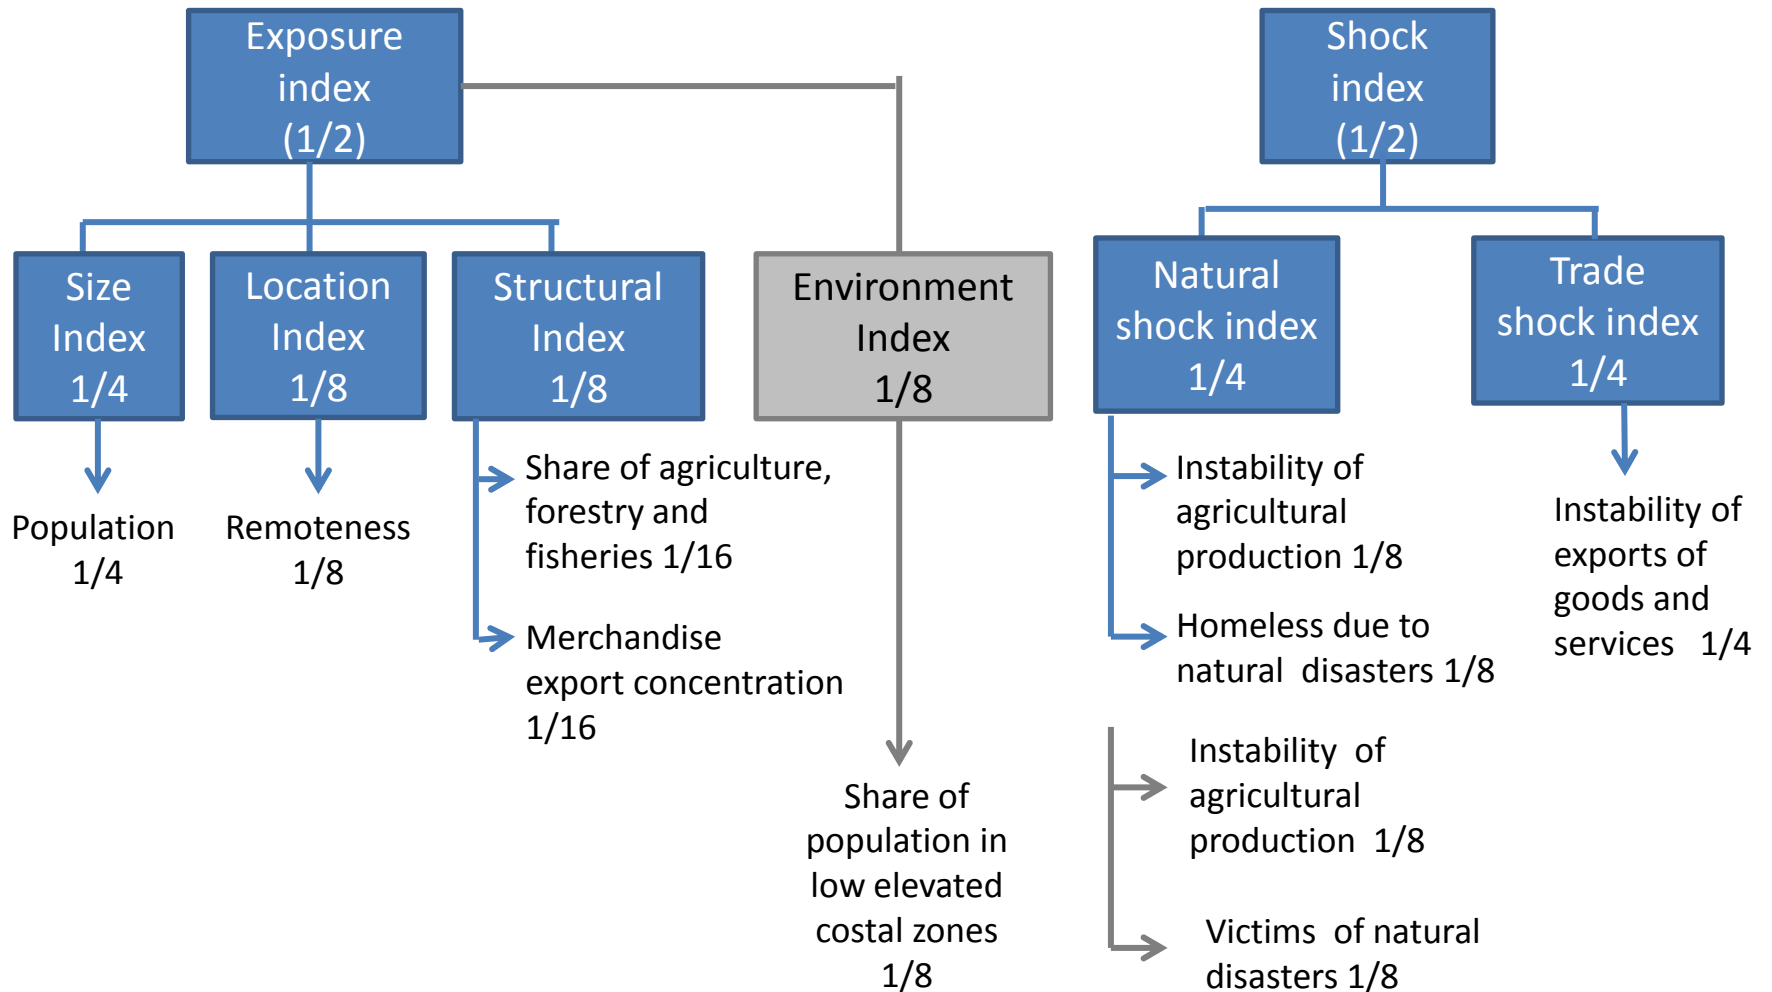 Exposure
index
(1/2)
Shock
index
(1/2)
Size
Index
1/4
Location
Index
1/8
Structural
Index
1/8
Environment
Index
1/8
Natural
shock index
1/4
Trade
shock index
1/4
Population
1/4
Remoteness
1/8
Share of agriculture,
forestry and
fisheries 1/16
Merchandise
export concentration
1/16
Share of
population in
low elevated
costal zones
1/8
Instability of
agricultural
production 1/8
Homeless due to
natural disasters 1/8
Instability of
agricultural
production 1/8
Victims of natural
disasters 1/8
Instability of
exports of
goods and
services 1/4